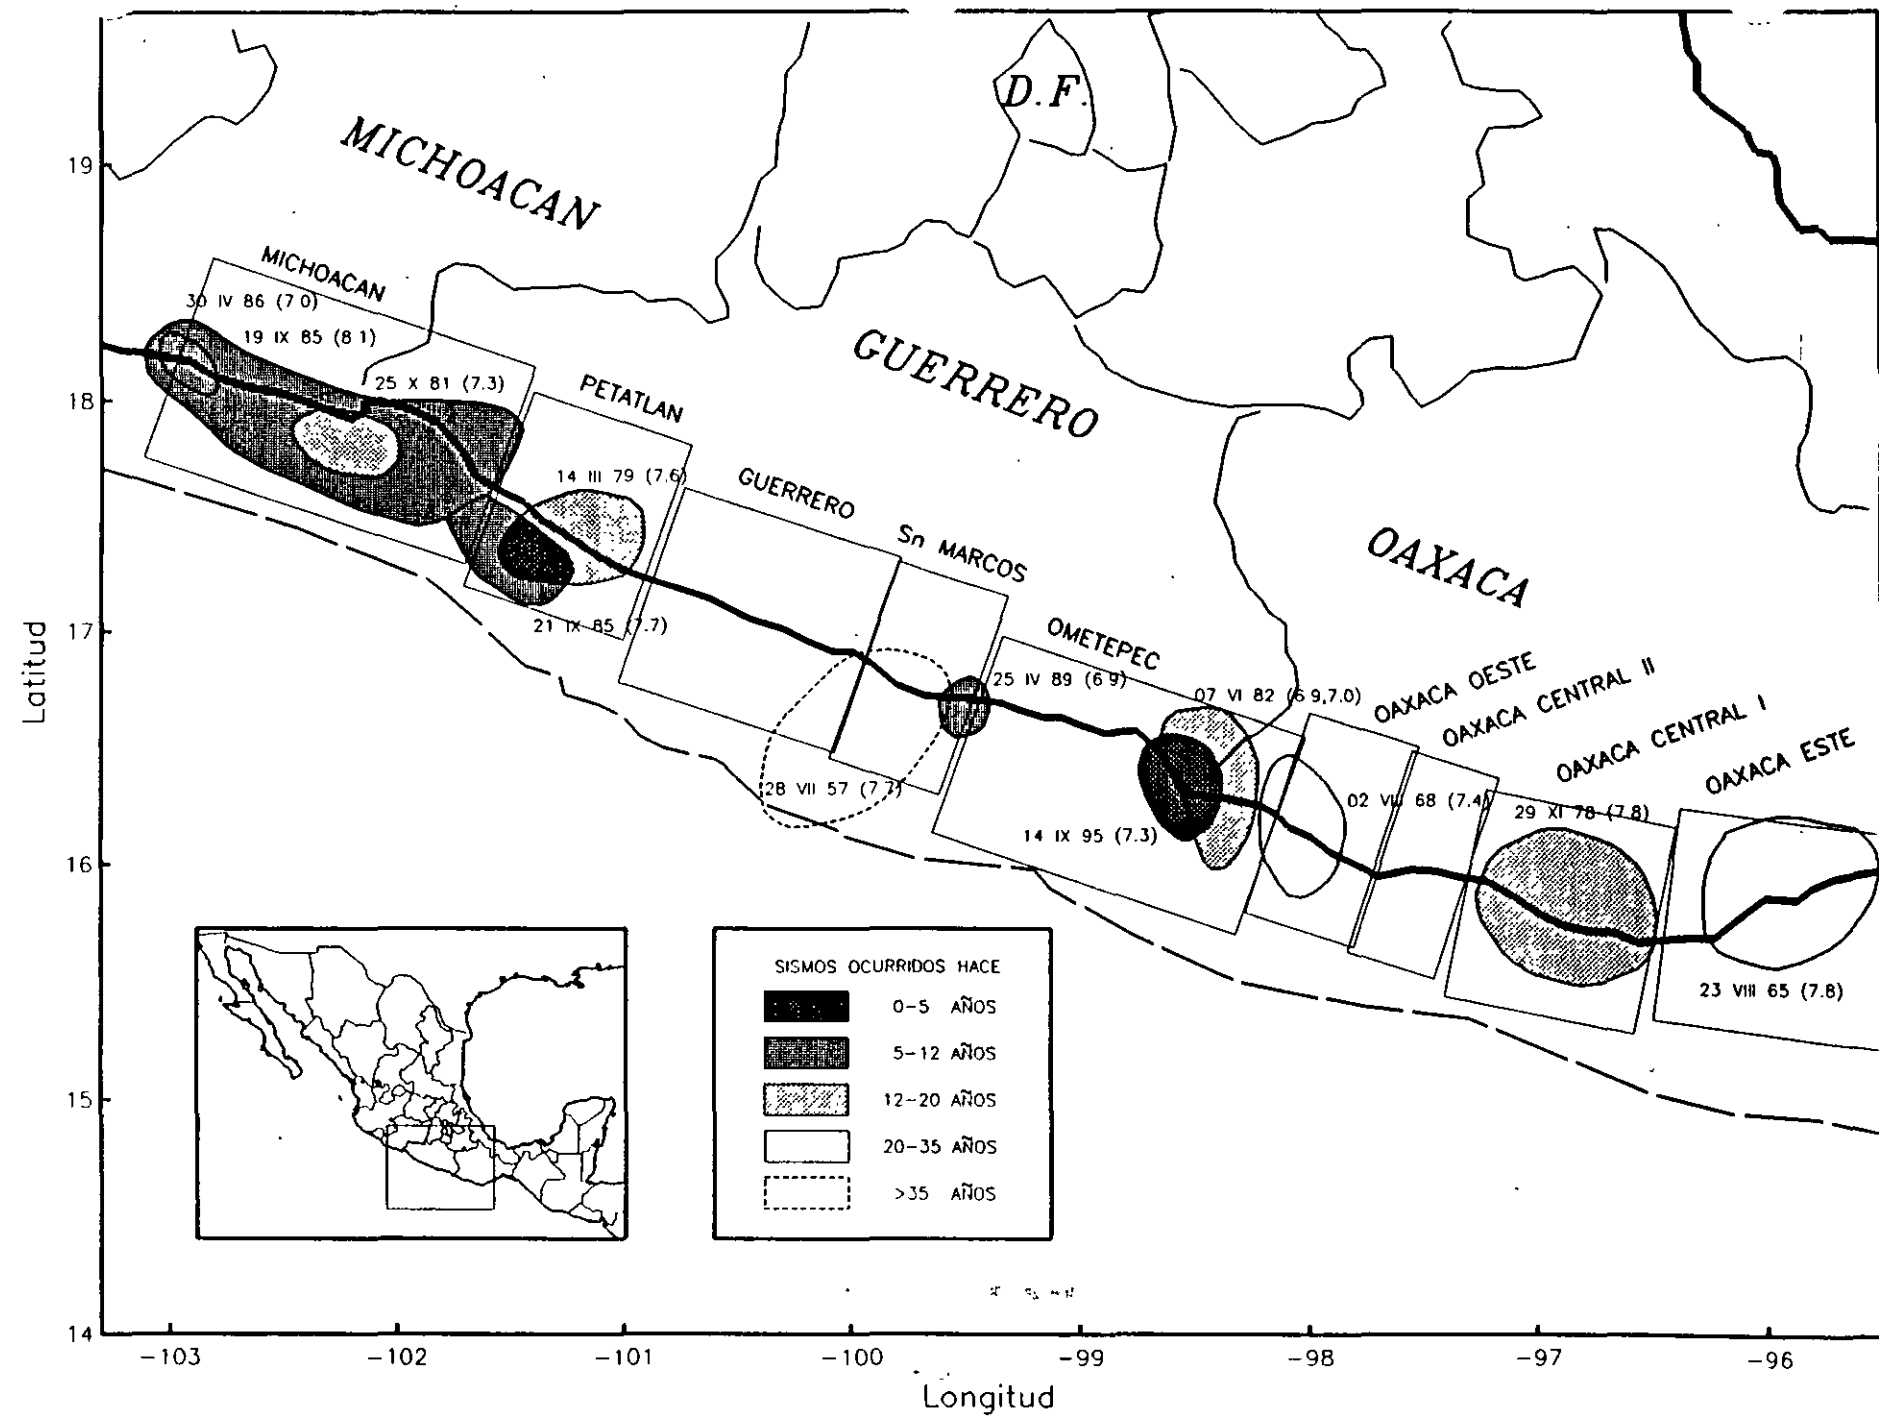 D.F.
MICHOACAN
19
MICHOACAN
30 IV 86 (7 0)
19 IX 85 (8 1)
GUERRERO
25 X 81 (7.3)
PETATLAN
18
14 III 79 (7.6)
GUERRERO
Sn MARCOS
OAXACA
17
21 IX 85 (7.7)
OMETEPEC
25 IV 89 (6 9)
07 VI 82 (6 9,7.0)
OAXACA OESTE
OAXACA CENTRAL II
OAXACA CENTRAL I
OAXACA ESTE
28 VII 57 (7.7)
02 VIII 68 (7.4)
29 XI 78 (7.8)
14 IX 95 (7.3)
16
23 VIII 65 (7.8)
Latitud
SISMOS OCURRIDOS HACE
0-5 AÑOS
5-12 AÑOS
12-20 AÑOS
20-35 AÑOS
>35 AÑOS
15
14
-103
-102
-101
-100
-99
-98
-97
-96
Longitud